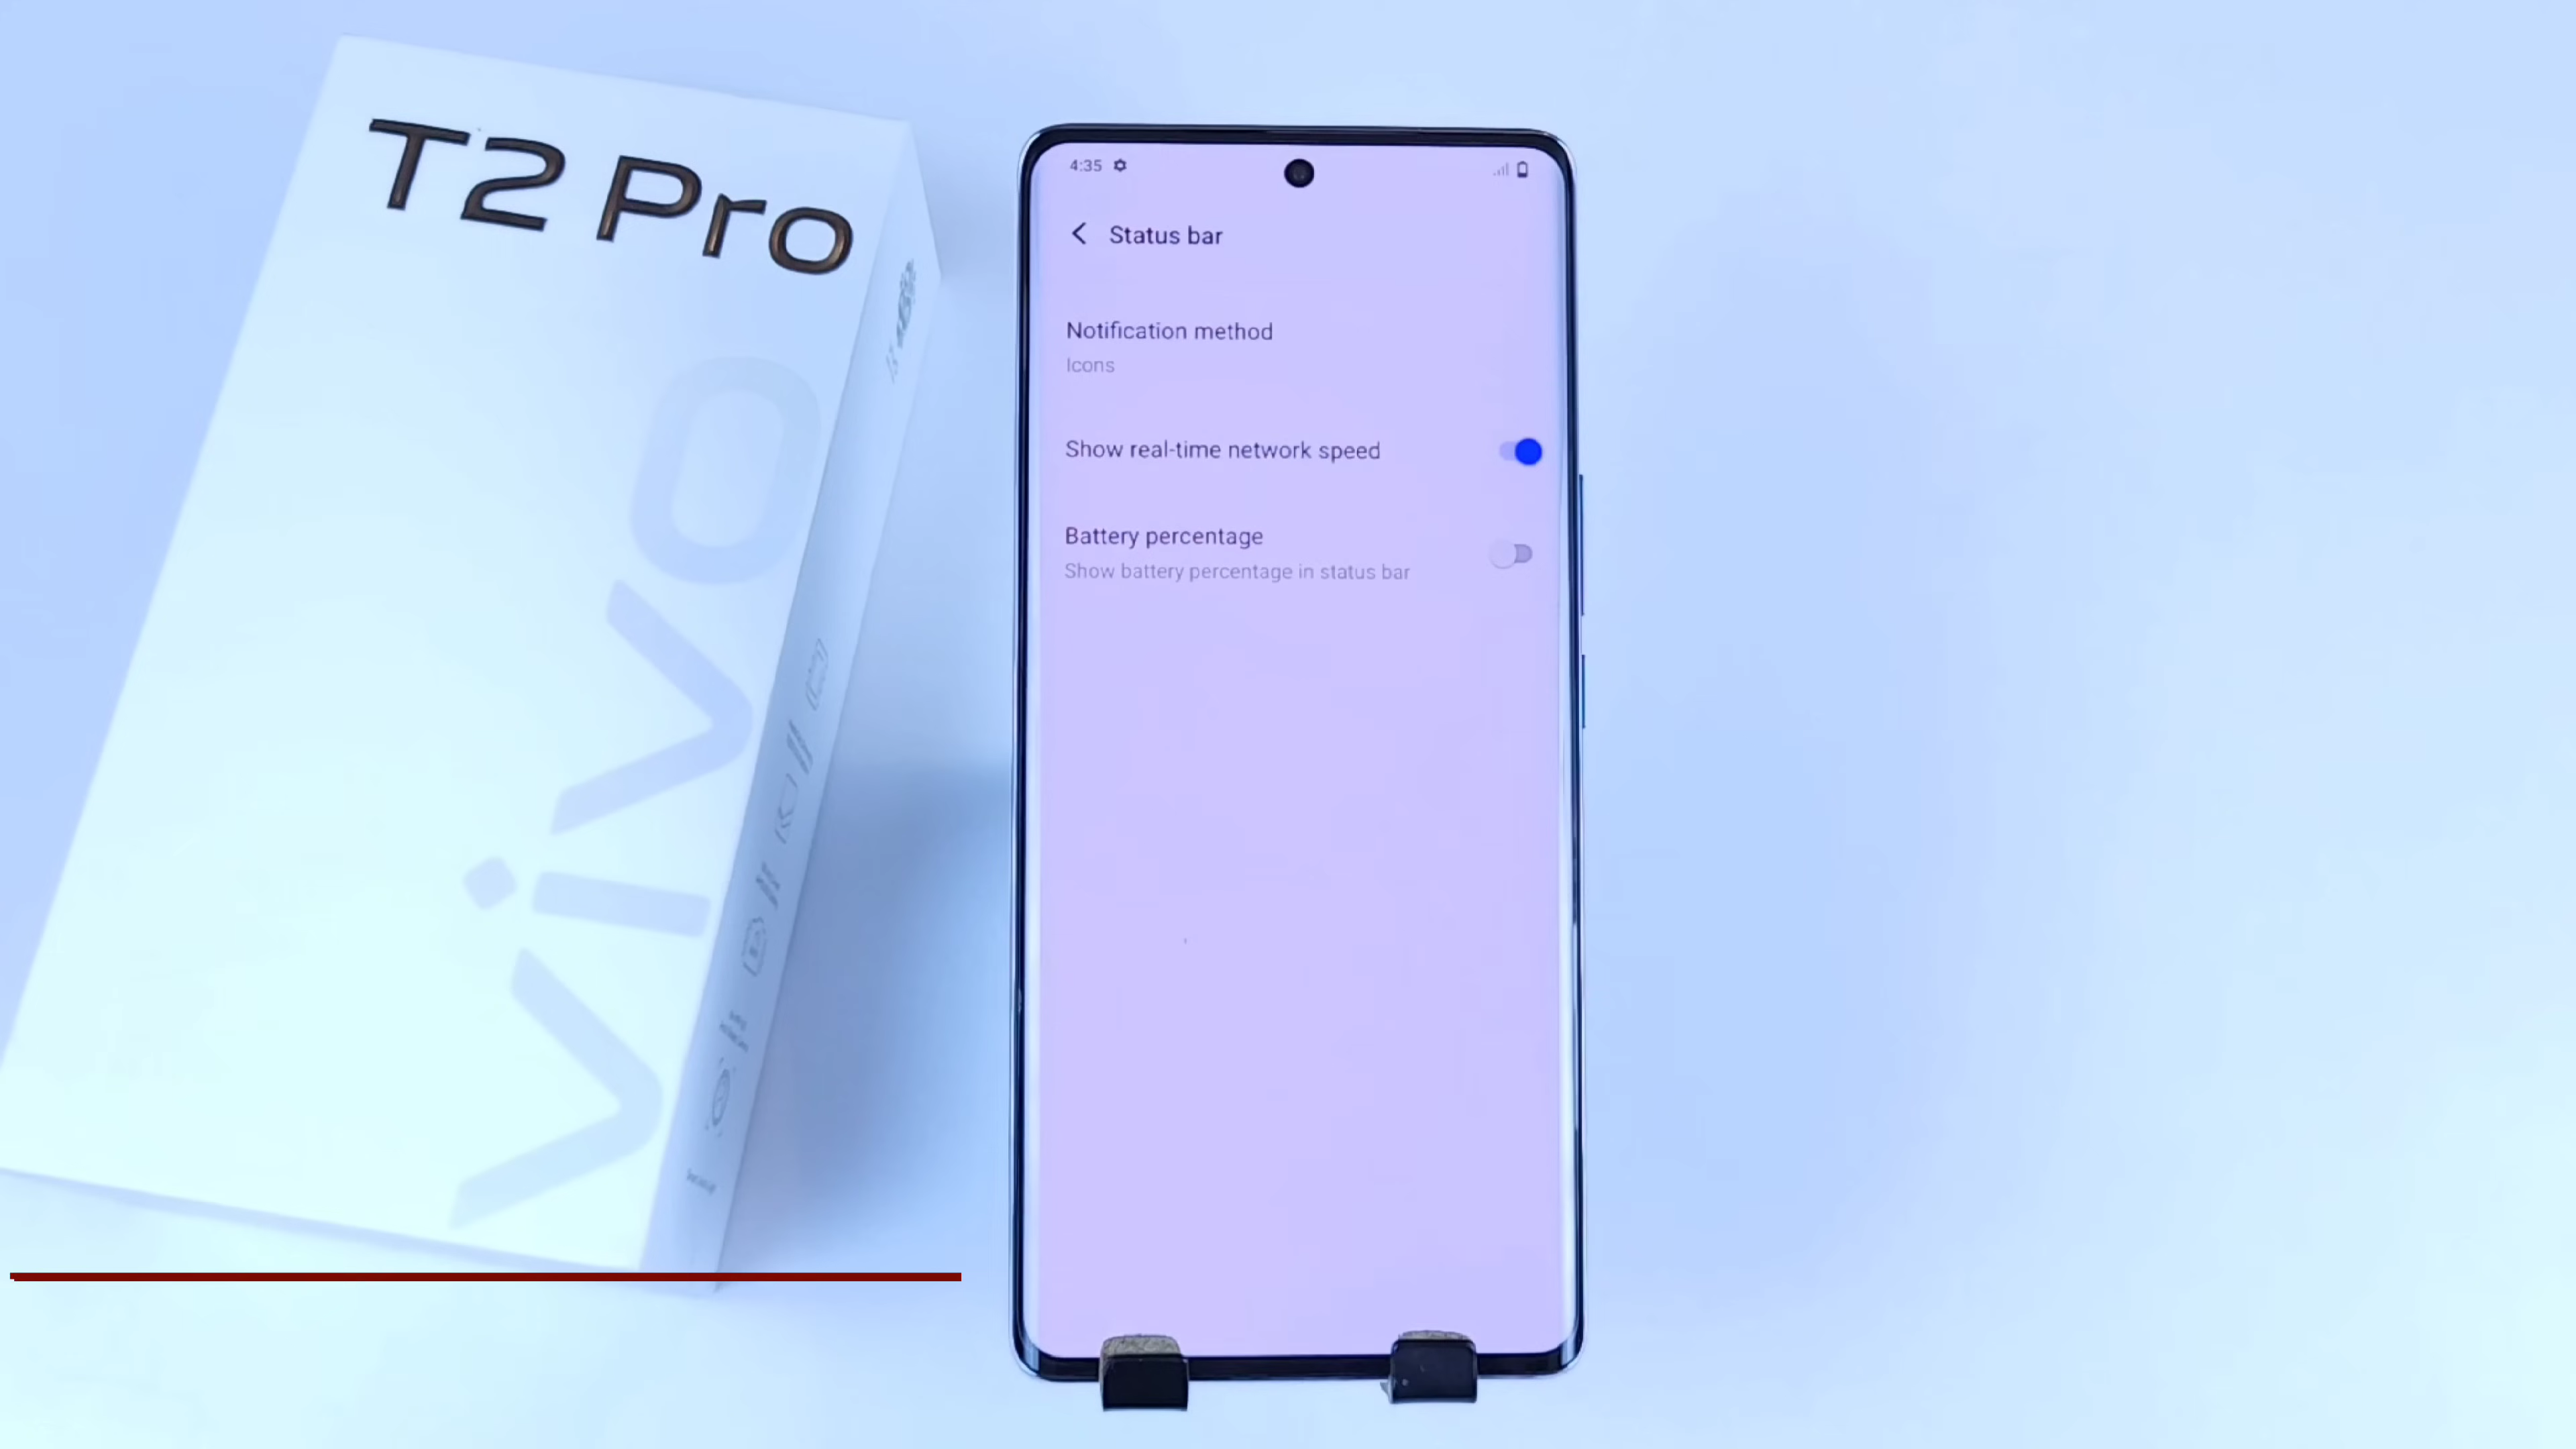 T2 Pro
vivo
4:35
Status bar
Notification method
Icons
Show real-time network speed
Battery percentage
Show battery percentage in status bar